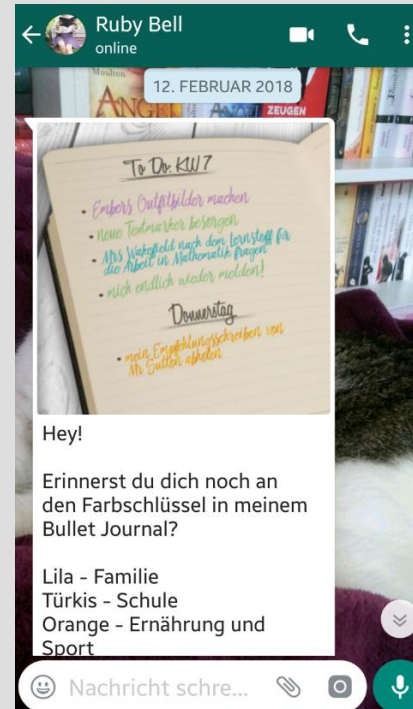 Ruby Bell
online
12. FEBRUAR 2018
Moulton
ANGEL
ZEUGEN
To Do: KW 7
• Embers Outfitbilder machen
• neue Textmarker besorgen
• Mrs Wakefield nach dem Lernstoff für
die Arbeit in Mathematik fragen
• mich endlich wieder melden!
Donnerstag
• mein Empfehlungsschreiben von
Mr Sutton abholen
Hey!
Erinnerst du dich noch an
den Farbschlüssel in meinem
Bullet Journal?
Lila - Familie
Türkis - Schule
Orange - Ernährung und
Sport
Nachricht schre...